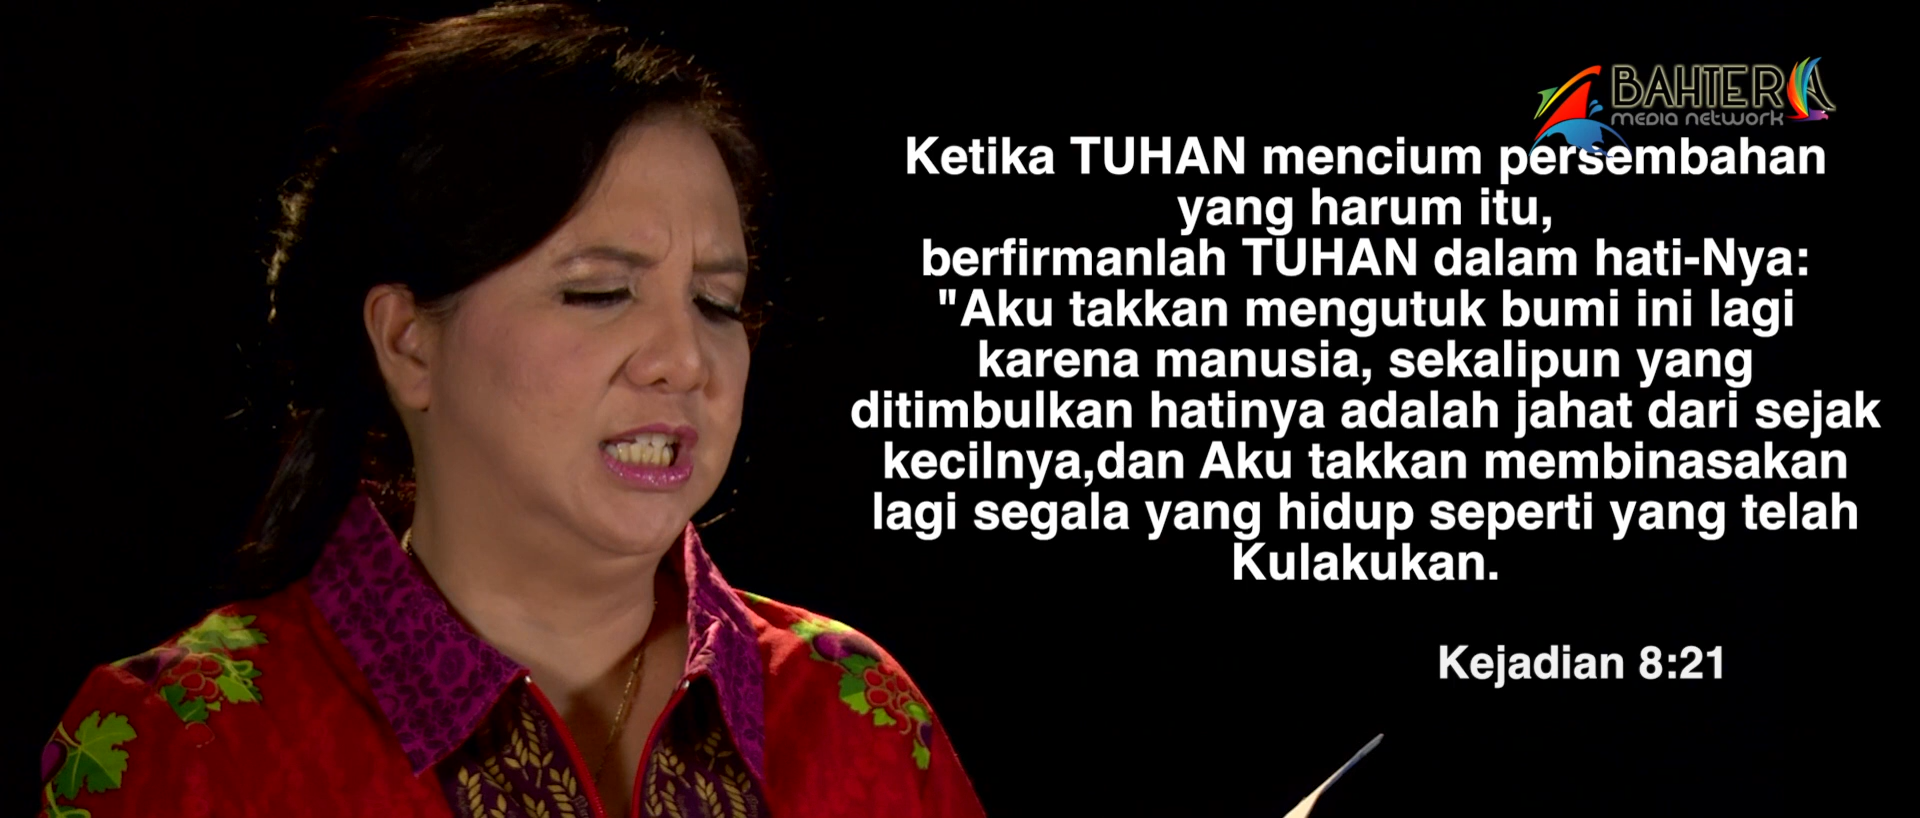 BAHTERA
MEDIA NETWORK
Ketika TUHAN mencium persembahan
yang harum itu,
berfirmanlah TUHAN dalam hati-Nya:
"Aku takkan mengutuk bumi ini lagi
karena manusia, sekalipun yang
ditimbulkan hatinya adalah jahat dari sejak
kecilnya,dan Aku takkan membinasakan
lagi segala yang hidup seperti yang telah
Kulakukan.
Kejadian 8:21